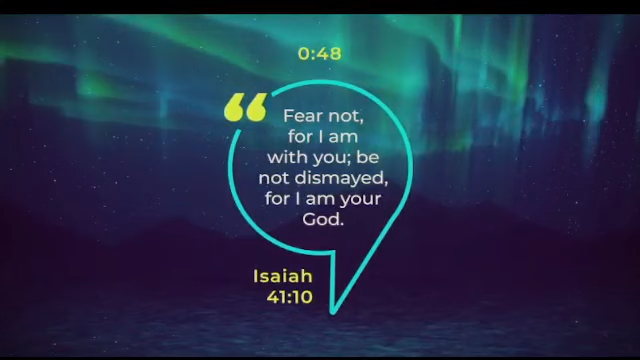 0:48
“
Fear not,
for I am
with you; be
not dismayed,
for I am your
God.
Isaiah
41:10